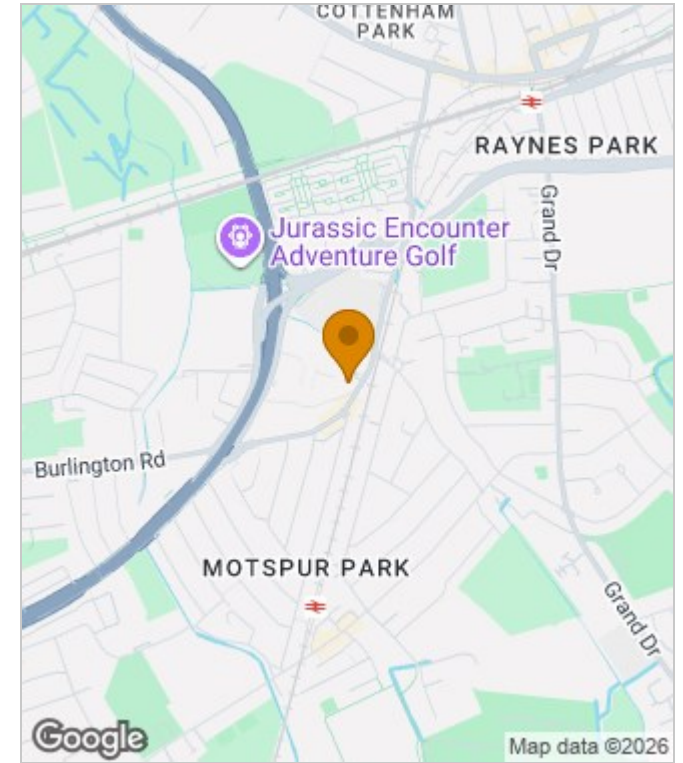 COTTENHAM
PARK
RAYNES PARK
Grand Dr
Jurassic Encounter
Adventure Golf
Burlington Rd
MOTSPUR PARK
Grand Dr
Google
Map data ©2026